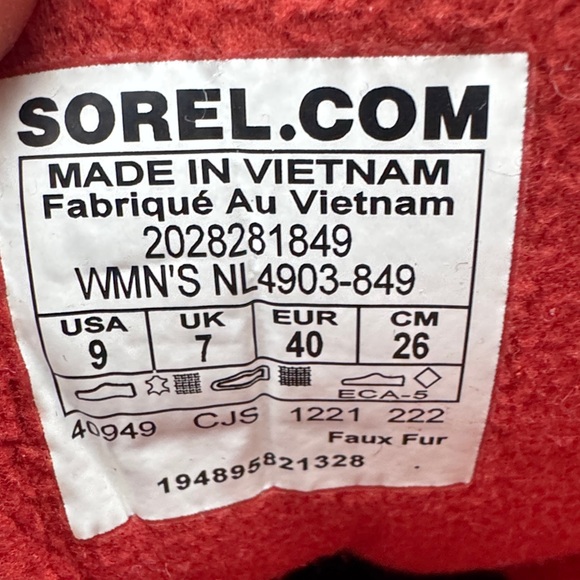 SOREL.COM
MADE IN VIETNAM
Fabriqué Au Vietnam
2028281849
WMN'S NL4903-849
USA UK EUR CM
9 7 40 26
ECA-5
40949 CJS 1221 222
Faux Fur
194895821328